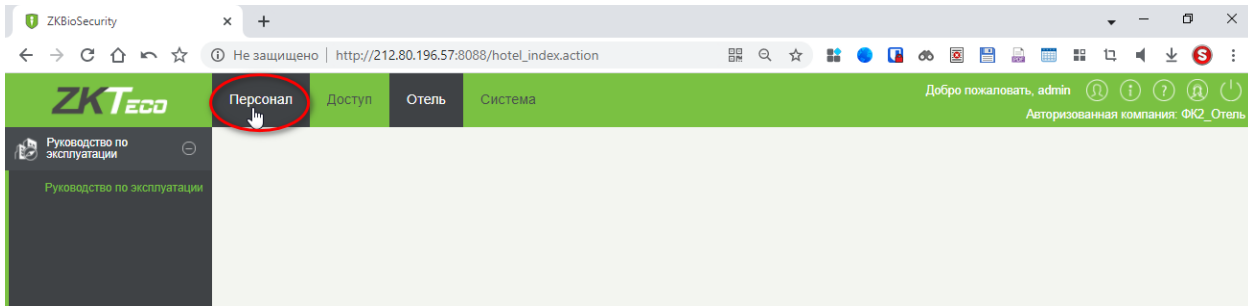 ZKBioSecurity
Не защищено | http://212.80.196.57:8088/hotel_index.action
ZKTECO
Персонал
Доступ
Отель
Система
Добро пожаловать, admin
Авторизованная компания: ФК2_Отель
Руководство по
эксплуатации
Руководство по эксплуатации